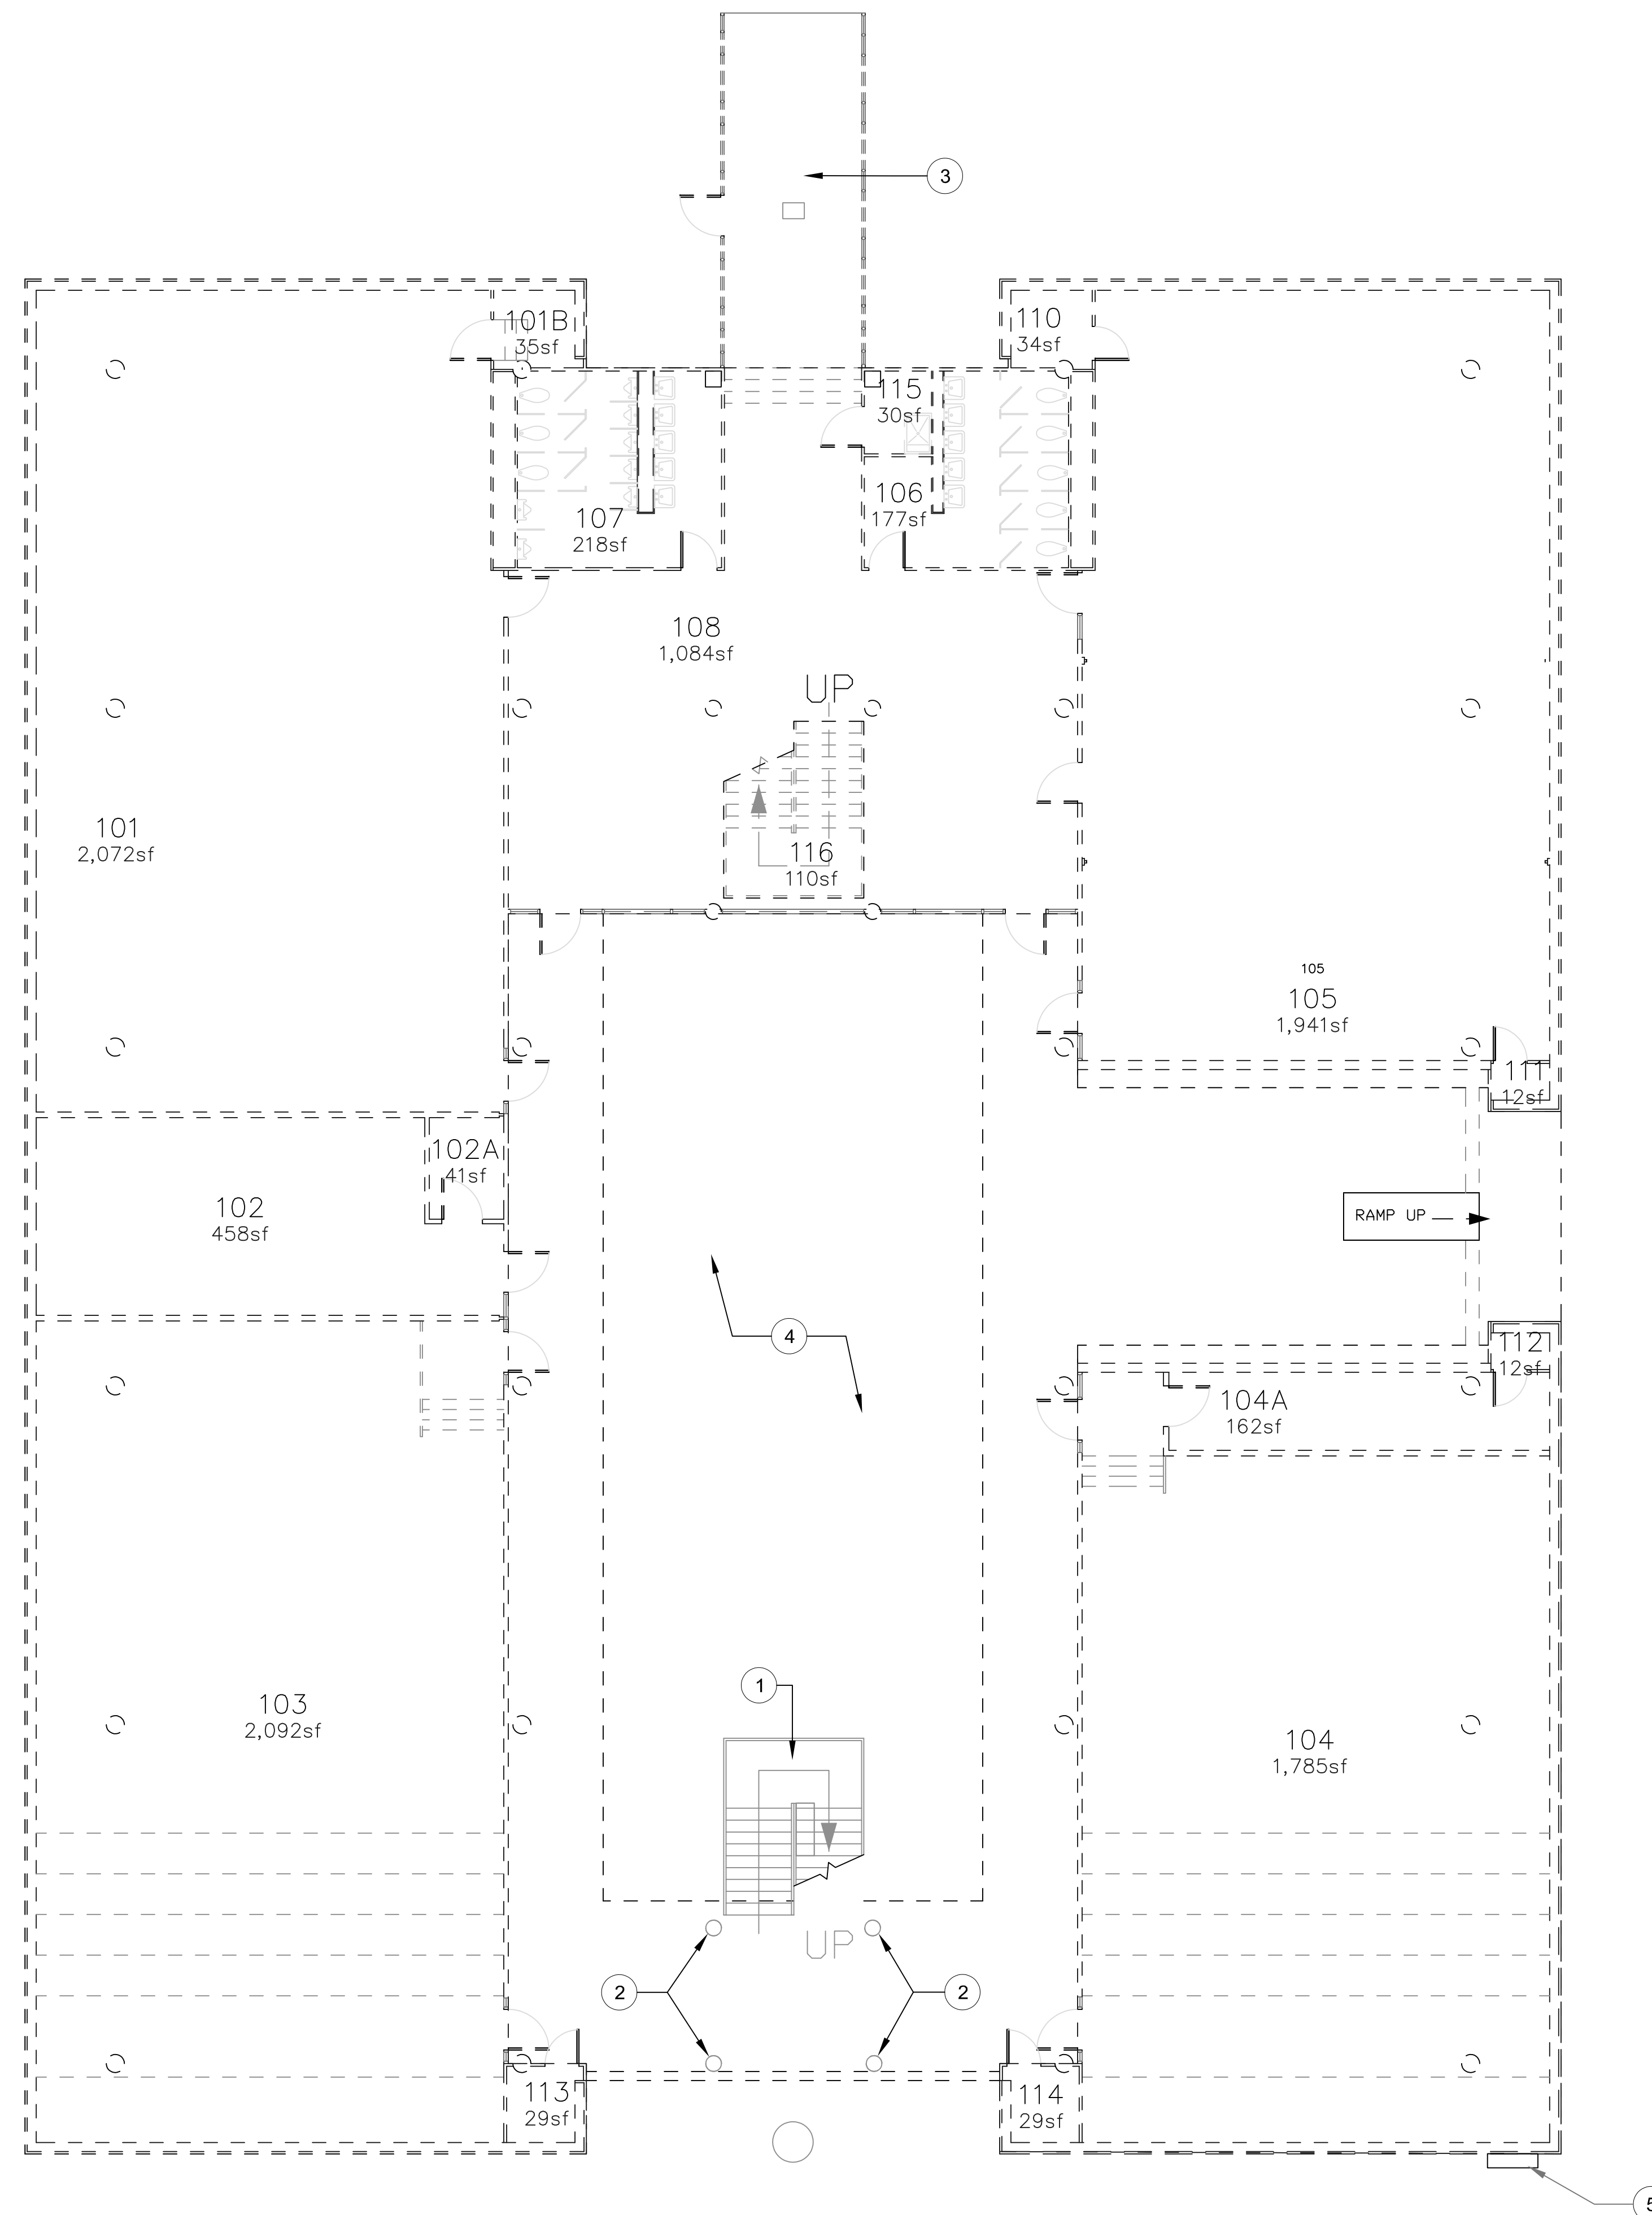 3
101B
35sf
110
34sf
115
30sf
106
177sf
107
218sf
108
1,084sf
UP
101
2,072sf
116
110sf
105
105
1,941sf
111
12sf
102A
41sf
102
458sf
RAMP UP
4
112
12sf
104A
162sf
1
103
2,092sf
104
1,785sf
UP
2
2
113
29sf
114
29sf
5